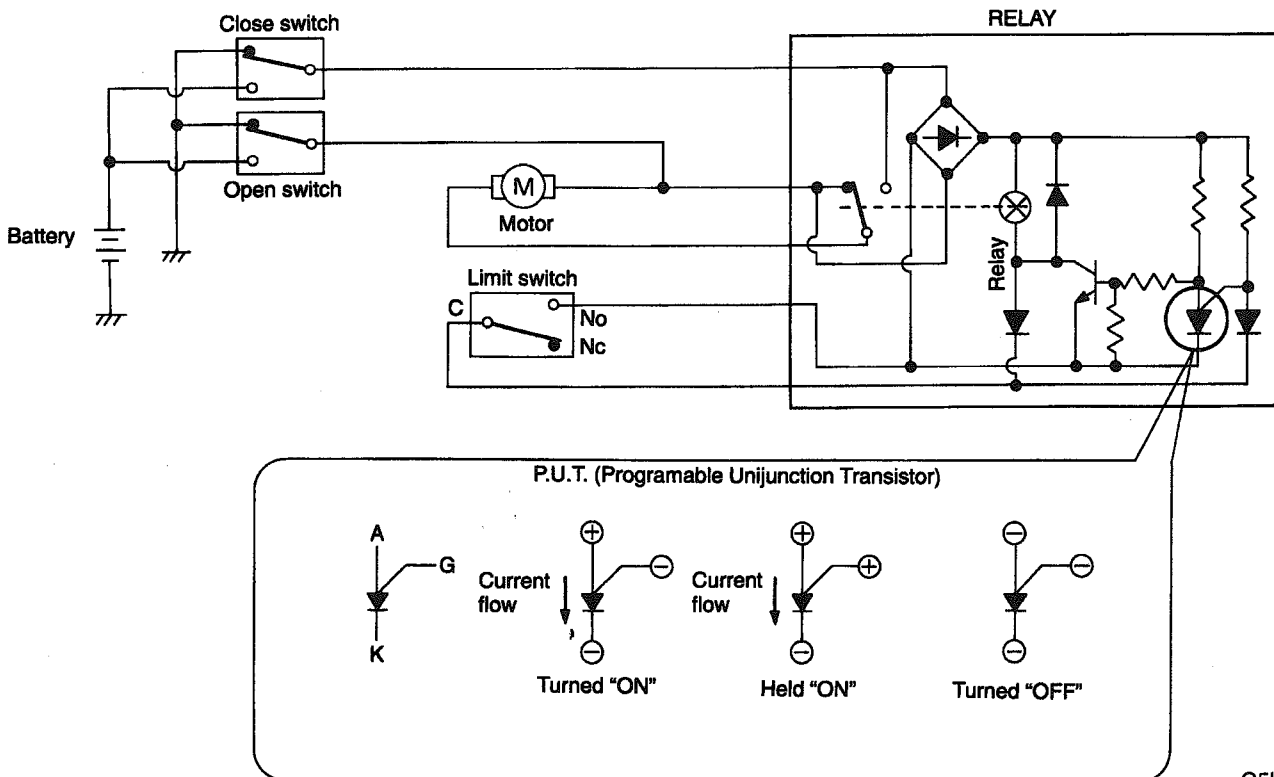 RELAY
Close switch
Open switch
Battery
M
Motor
Limit switch
C
No
Nc
Relay
P.U.T. (Programable Unijunction Transistor)
A
G
K
Current
flow
Turned “ON”
Current
flow
Held “ON”
Turned “OFF”